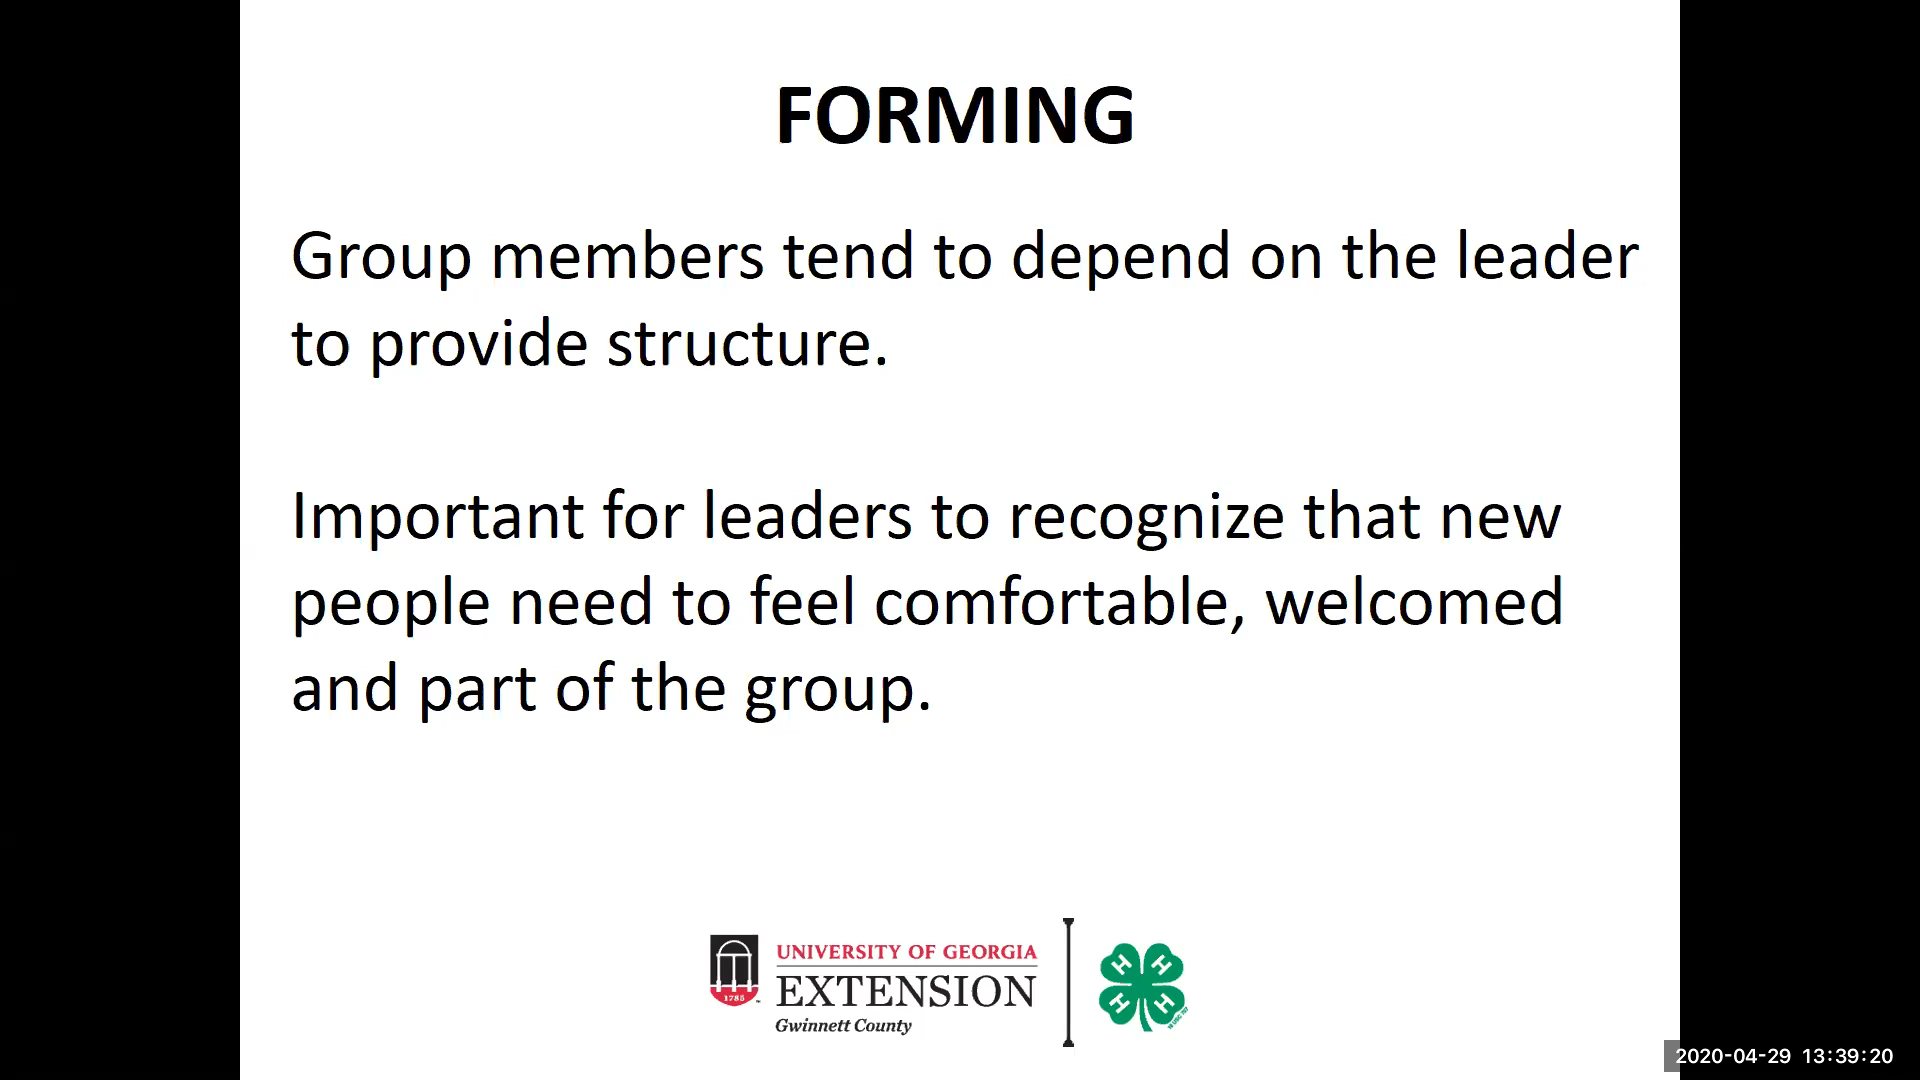 FORMING
Group members tend to depend on the leader
to provide structure.
Important for leaders to recognize that new
people need to feel comfortable, welcomed
and part of the group.
1785
UNIVERSITY OF GEORGIA
EXTENSION
Gwinnett County
H H
H H
2020-04-29 13:39:20